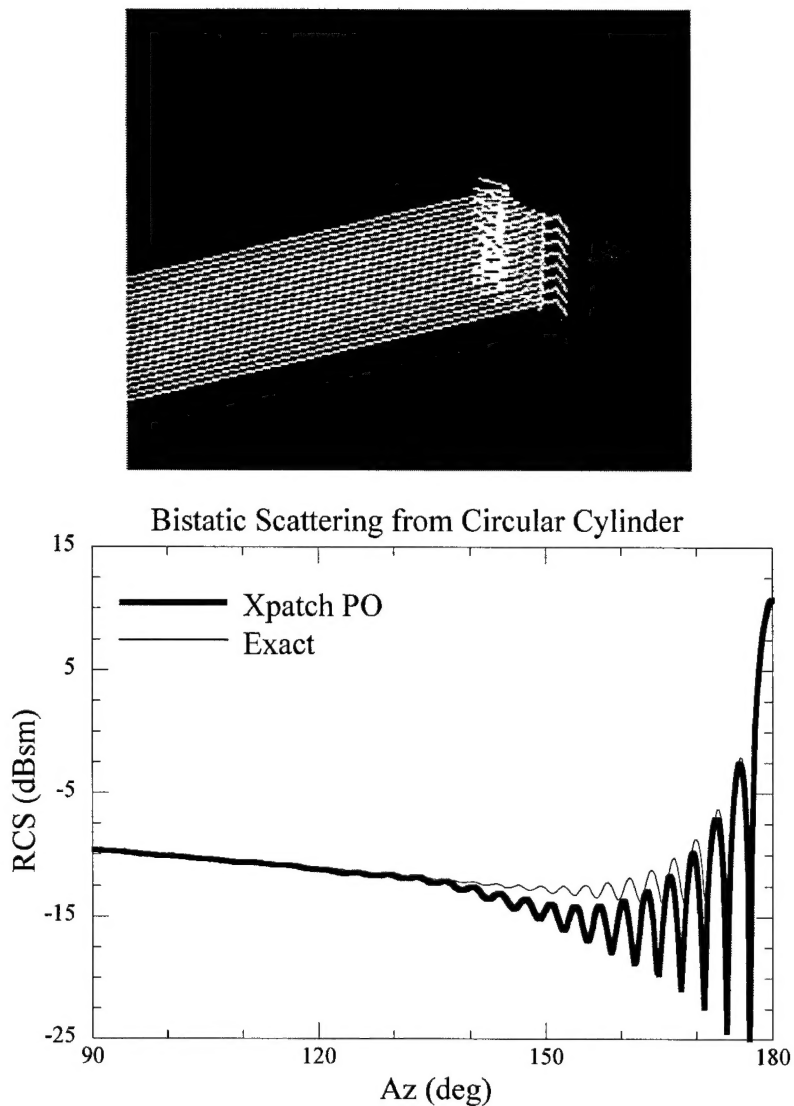 Bistatic Scattering from Circular Cylinder
15
Xpatch PO
Exact
5
RCS (dBsm)
-5
-15
-25
90 120 150 180
Az (deg)